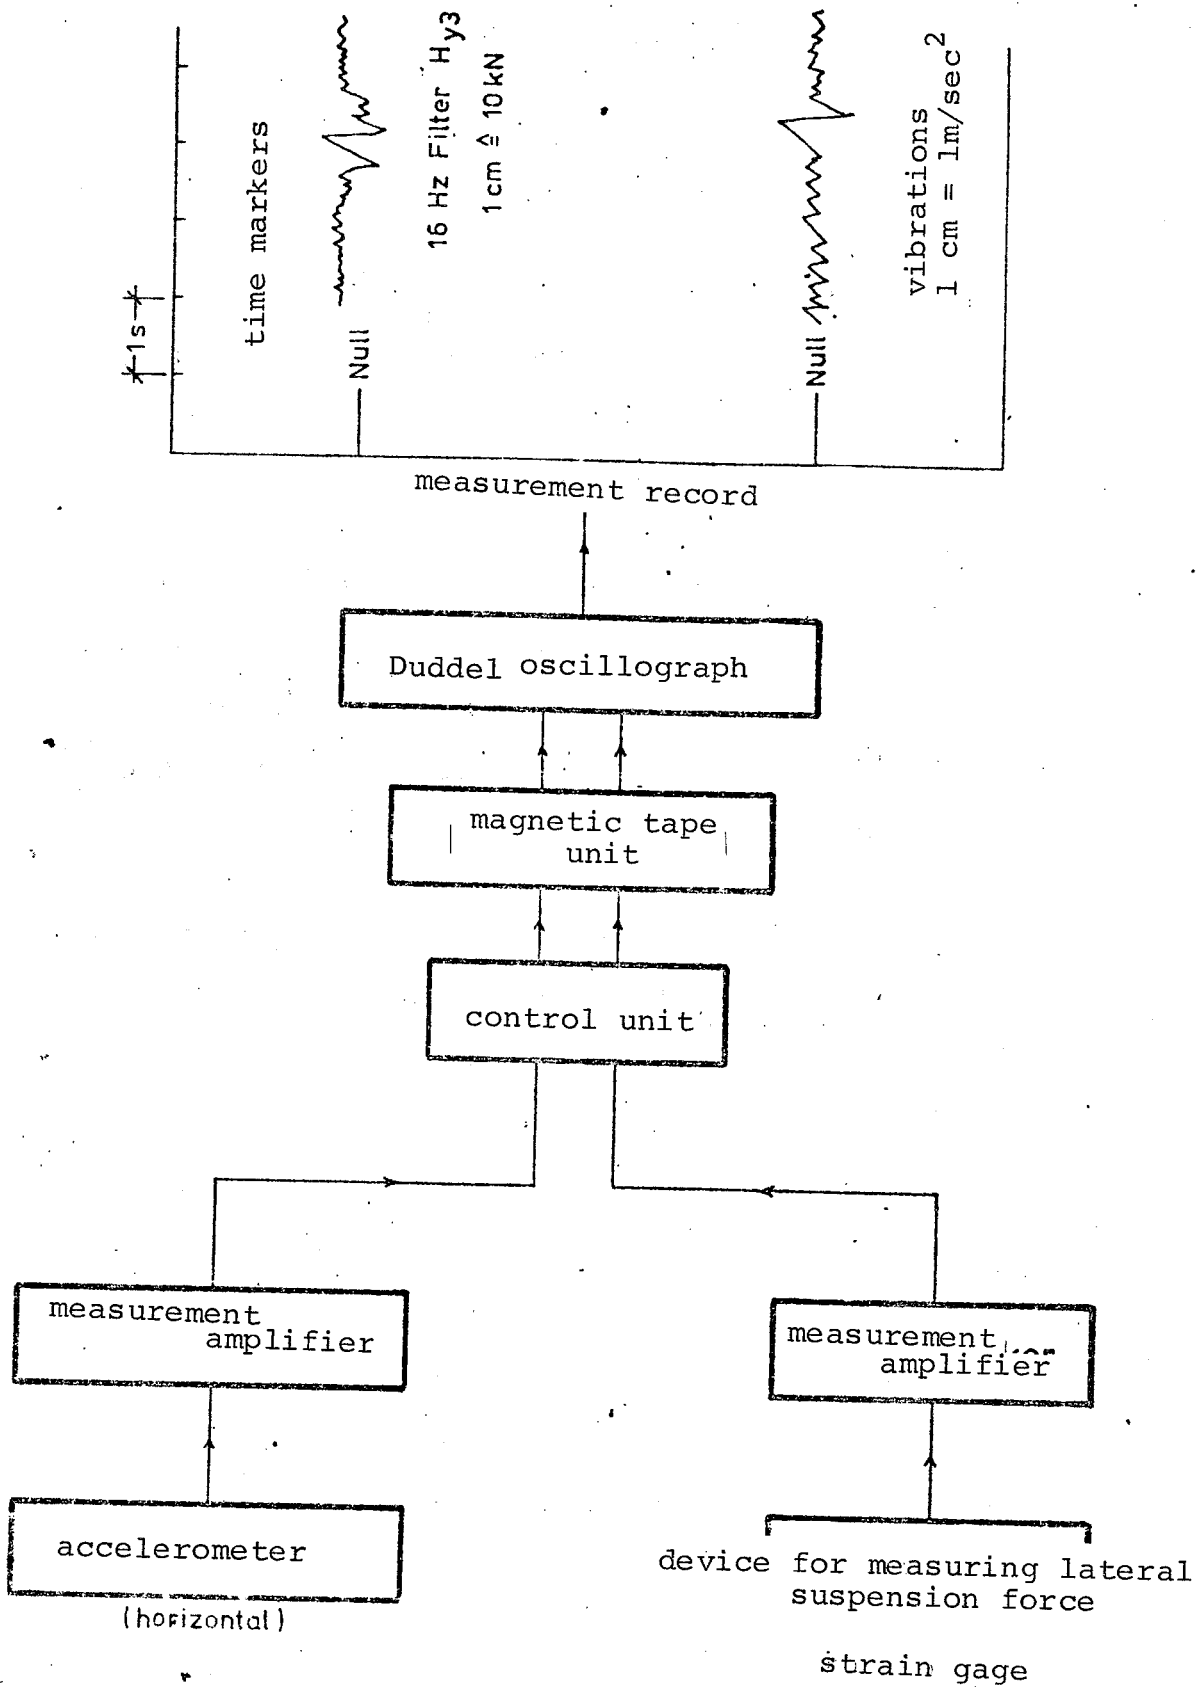 1s
time markers
Null
16 Hz Filter Hy3
1cm ≙ 10 kN
Null
vibrations
1 cm = 1m/sec2
measurement record
Duddel oscillograph
magnetic tape
unit
control unit
measurement
amplifier
measurement
amplifier
accelerometer
(horizontal)
device for measuring lateral
suspension force
strain gage